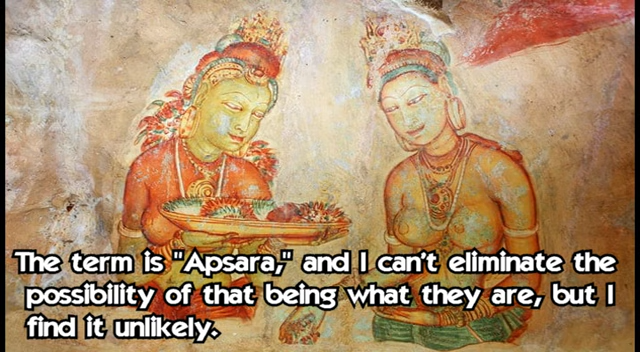 The term is "Apsara," and I can't eliminate the
possibility of that being what they are, but I
find it unlikely.